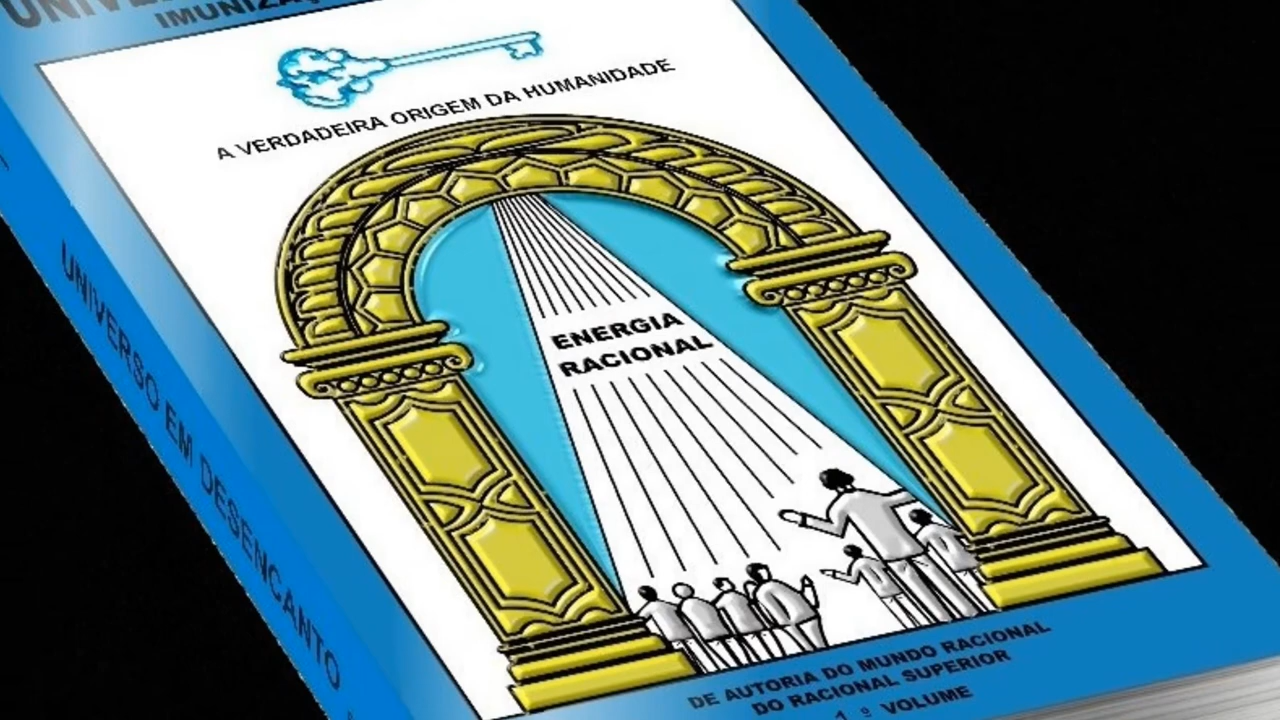 IMUNIZAÇ
A VERDADEIRA ORIGEM DA HUMANIDADE
ENERGIA
RACIONAL
DE AUTORIA DO MUNDO RACIONAL
DO RACIONAL SUPERIOR
1º VOLUME
UNIVERSO EM DESENCANTO